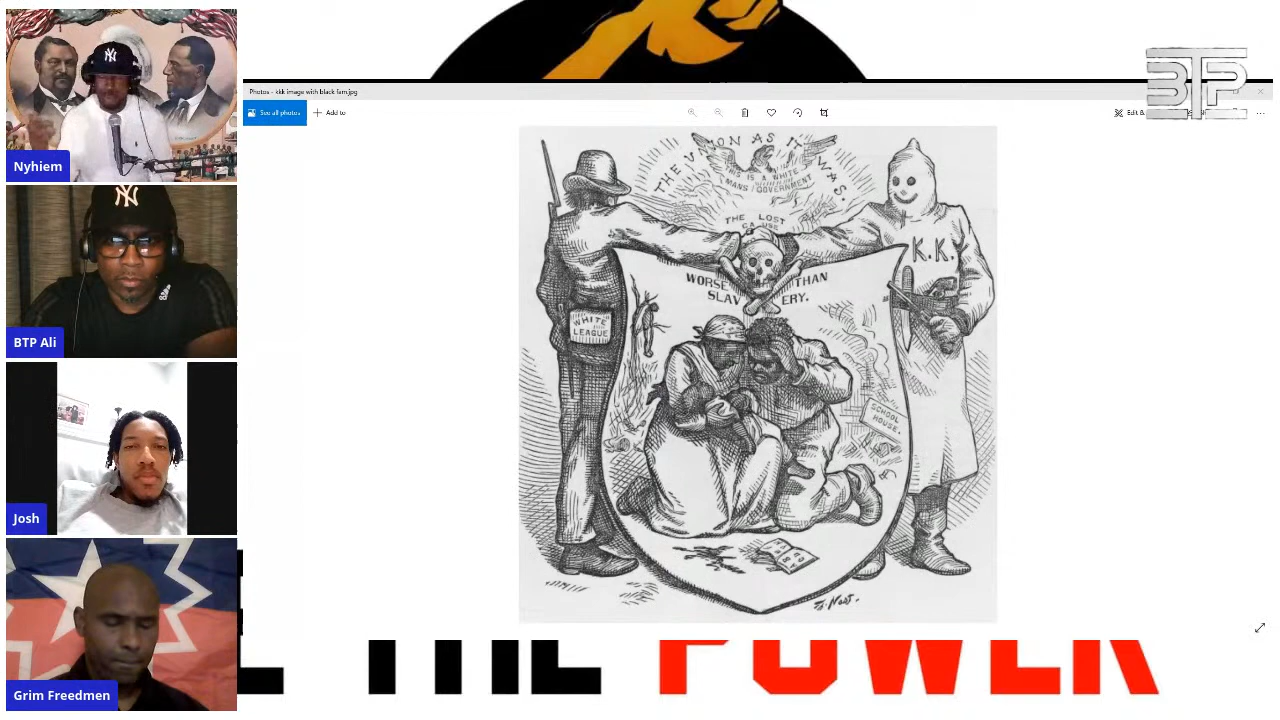 Nyhiem
BTP Ali
Josh
Grim Freedmen
BTP
Photos - kkk image with black fam.jpg
See all photos
Add to
Edit &
THE UNION AS IT WAS.
THIS IS A WHITE
MANS GOVERNMENT
THE LOST
CAUSE
WORSE THAN
SLAVERY.
WHITE
LEAGUE
K.K.
SCHOOL
HOUSE.
Th. Nast.
THE POWER